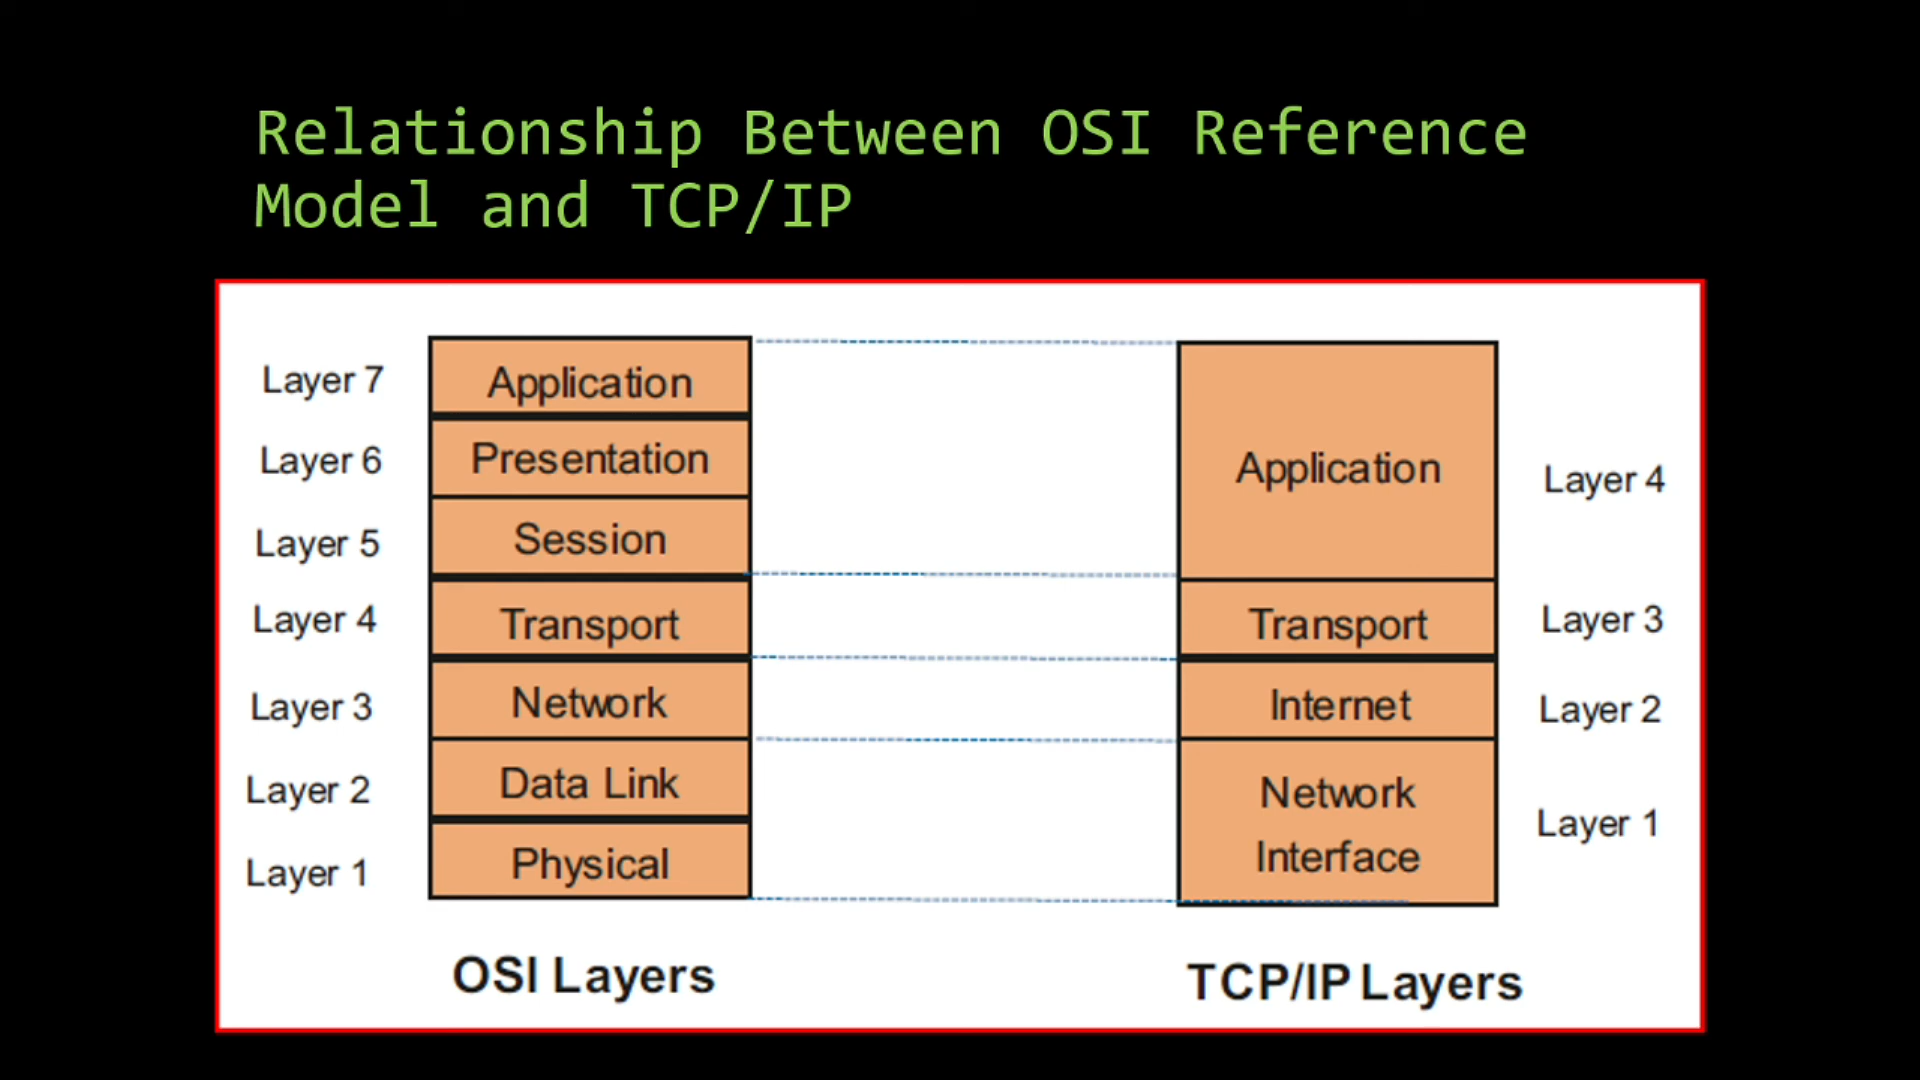 Relationship Between OSI Reference
Model and TCP/IP
Layer 7
Application
Layer 6
Presentation
Layer 5
Session
Layer 4
Transport
Layer 3
Network
Layer 2
Data Link
Layer 1
Physical
OSI Layers
Application
Layer 4
Transport
Layer 3
Internet
Layer 2
Network
Interface
Layer 1
TCP/IP Layers